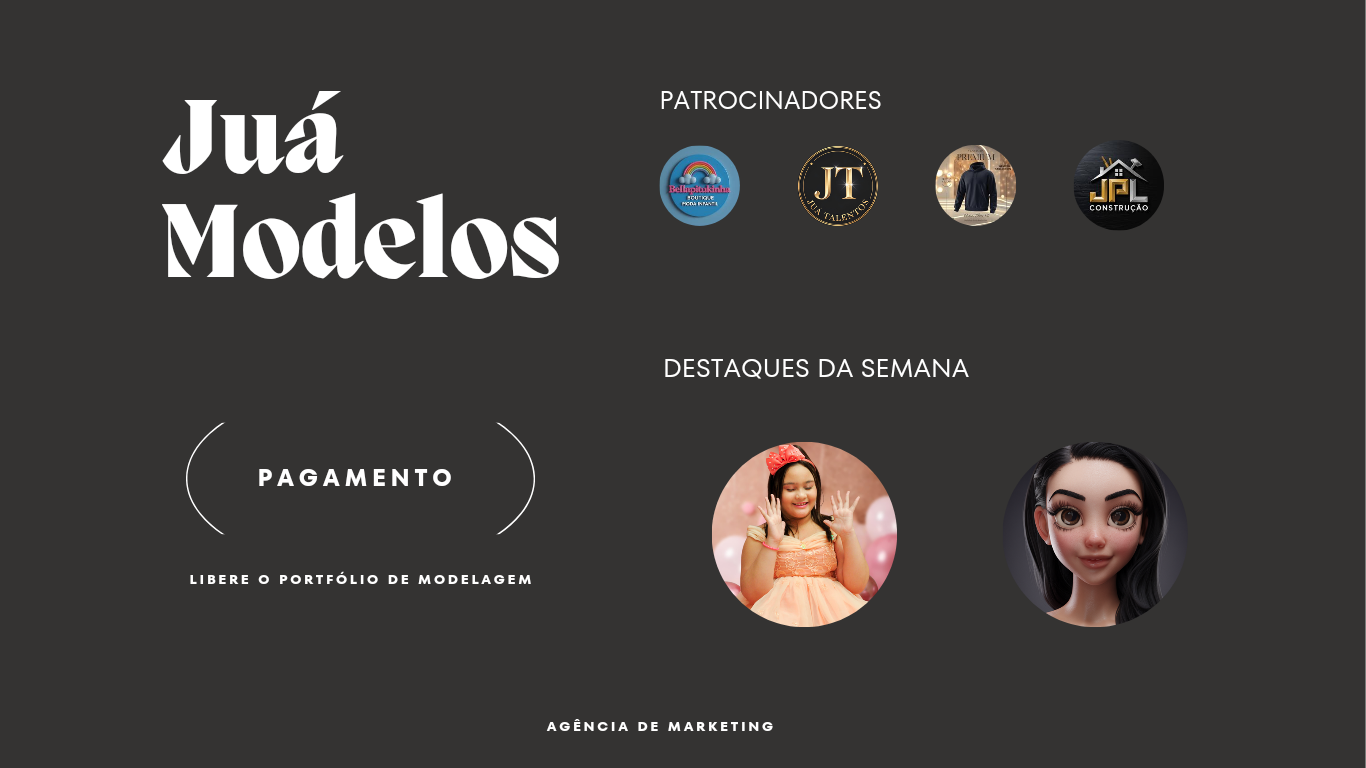 Juá
Modelos
PATROCINADORES
Bellapitukinha
BOUTIQUE
MODA INFANTIL
JT
JUÁ TALENTOS
PREMIUM
JPL
CONSTRUÇÃO
DESTAQUES DA SEMANA
PAGAMENTO
LIBERE O PORTFÓLIO DE MODELAGEM
AGÊNCIA DE MARKETING